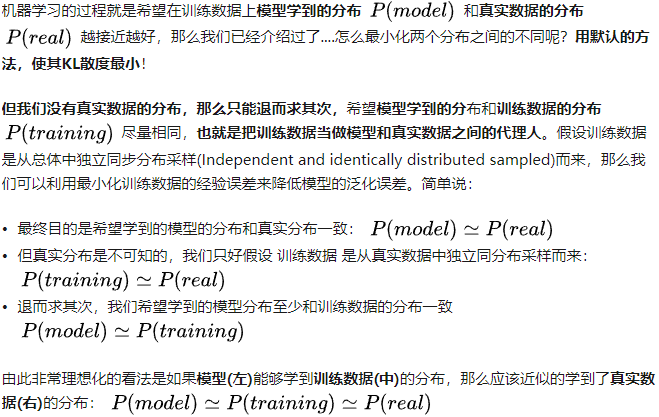 机器学习的过程就是希望在训练数据上模型学到的分布 P(model) 和真实数据的分布
P(real) 越接近越好，那么我们已经介绍过了....怎么最小化两个分布之间的不同呢？用默认的方
法，使其KL散度最小！
但我们没有真实数据的分布，那么只能退而求其次，希望模型学到的分布和训练数据的分布
P(training) 尽量相同，也就是把训练数据当做模型和真实数据之间的代理人。假设训练数据
是从总体中独立同步分布采样(Independent and identically distributed sampled)而来，那么我
们可以利用最小化训练数据的经验误差来降低模型的泛化误差。简单说：
• 最终目的是希望学到的模型的分布和真实分布一致： P(model) ≃ P(real)
• 但真实分布是不可知的，我们只好假设 训练数据 是从真实数据中独立同分布采样而来：
P(training) ≃ P(real)
• 退而求其次，我们希望学到的模型分布至少和训练数据的分布一致
P(model) ≃ P(training)
由此非常理想化的看法是如果模型(左)能够学到训练数据(中)的分布，那么应该近似的学到了真实数
据(右)的分布： P(model) ≃ P(training) ≃ P(real)